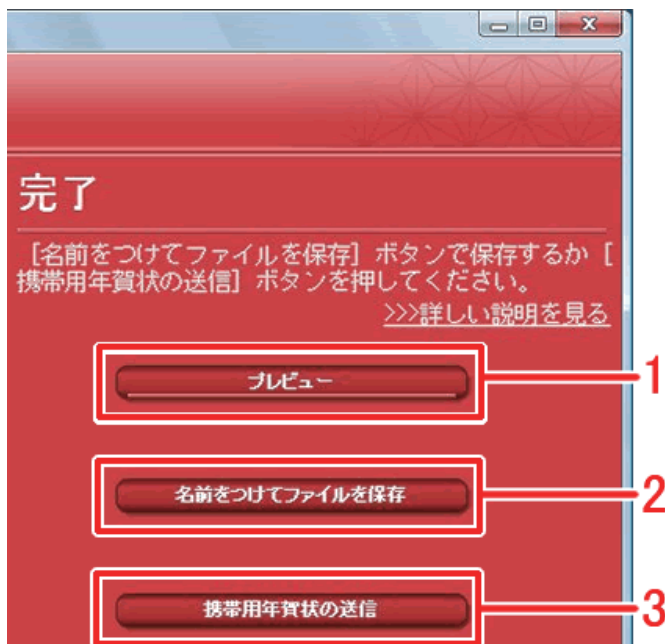 完了
［名前をつけてファイルを保存］ボタンで保存するか［
携帯用年賀状の送信］ボタンを押してください。
>>>詳しい説明を見る
プレビュー
1
名前をつけてファイルを保存
2
携帯用年賀状の送信
3